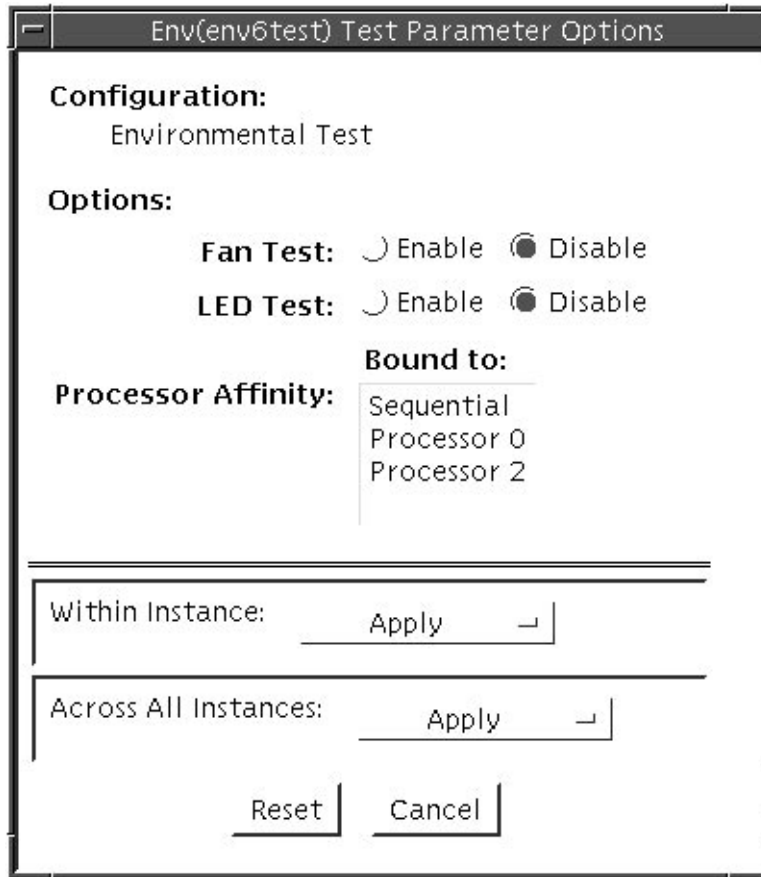 Env(env6test) Test Parameter Options
Configuration:
Environmental Test
Options:
Fan Test: Enable Disable
LED Test: Enable Disable
Bound to:
Processor Affinity:
Sequential
Processor 0
Processor 2
Within Instance: Apply
Across All Instances: Apply
Reset Cancel